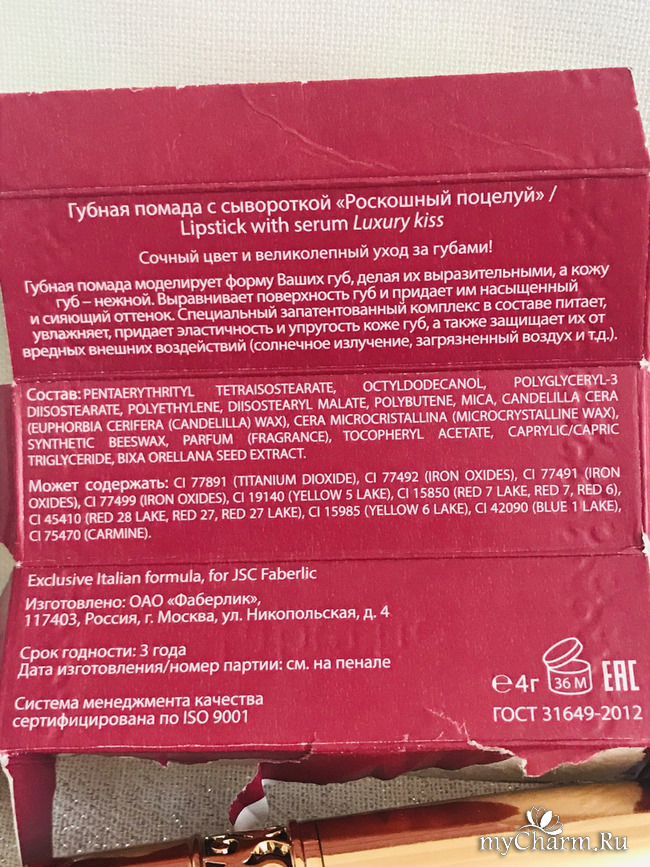 Губная помада с сывороткой «Роскошный поцелуй» /
Lipstick with serum Luxury kiss
Сочный цвет и великолепный уход за губами!
Губная помада моделирует форму Ваших губ, делая их выразительными, а кожу
губ – нежной. Выравнивает поверхность губ и придает им насыщенный
и сияющий оттенок. Специальный запатентованный комплекс в составе питает,
увлажняет, придает эластичность и упругость коже губ, а также защищает их от
вредных внешних воздействий (солнечное излучение, загрязненный воздух и т.д.).
Состав: PENTAERYTHRITYL TETRAISOSTEARATE, OCTYLDODECANOL, POLYGLYCERYL-3
DIISOSTEARATE, POLYETHYLENE, DIISOSTEARYL MALATE, POLYBUTENE, MICA, CANDELILLA CERA
(EUPHORBIA CERIFERA (CANDELILLA) WAX), CERA MICROCRISTALLINA (MICROCRYSTALLINE WAX),
SYNTHETIC BEESWAX, PARFUM (FRAGRANCE), TOCOPHERYL ACETATE, CAPRYLIC/CAPRIC
TRIGLYCERIDE, BIXA ORELLANA SEED EXTRACT.
Может содержать: CI 77891 (TITANIUM DIOXIDE), CI 77492 (IRON OXIDES), CI 77491 (IRON
OXIDES), CI 77499 (IRON OXIDES), CI 19140 (YELLOW 5 LAKE), CI 15850 (RED 7 LAKE, RED 7, RED 6),
CI 45410 (RED 28 LAKE, RED 27, RED 27 LAKE), CI 15985 (YELLOW 6 LAKE), CI 42090 (BLUE 1 LAKE),
CI 75470 (CARMINE).
Exclusive Italian formula, for JSC Faberlic
Изготовлено: ОАО «Фаберлик»,
117403, Россия, г. Москва, ул. Никопольская, д. 4
Срок годности: 3 года
Дата изготовления/номер партии: см. на пенале
Система менеджмента качества
сертифицирована по ISO 9001
℮4г 36 M EAC
ГОСТ 31649-2012
myCharm.Ru